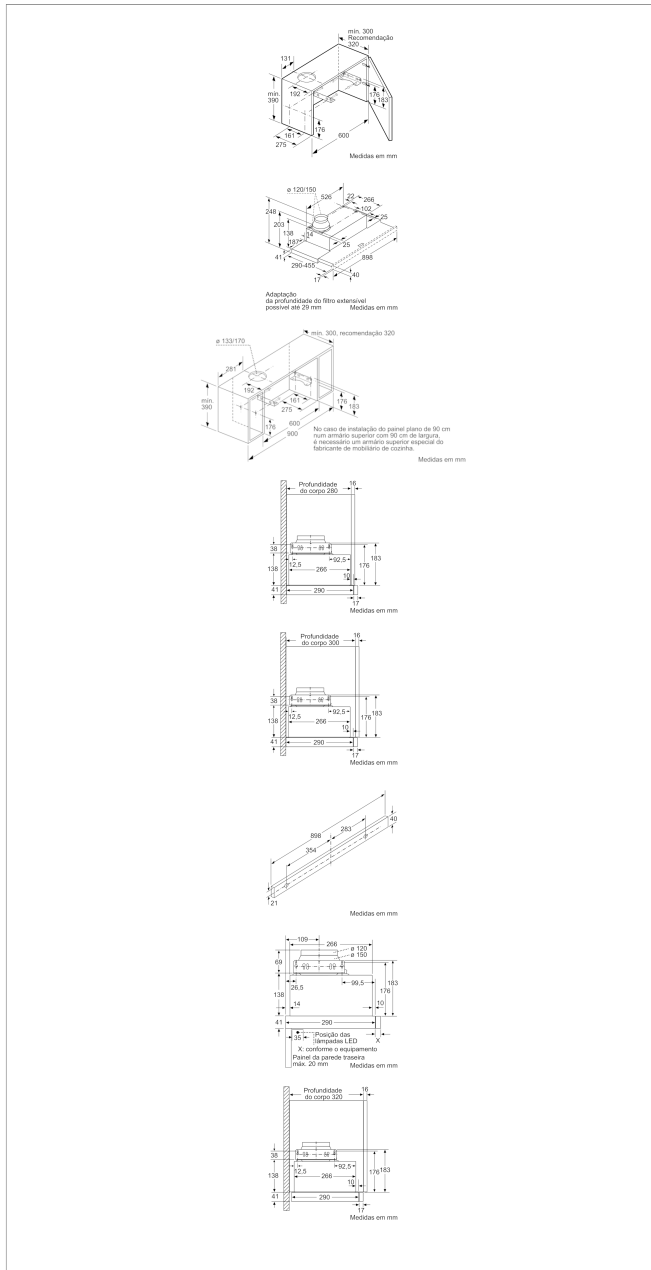 mín. 300
Recomendação
320
131
192
mín.
390
176
183
176
161
275
600
Medidas em mm
ø 120/150
526
22
266
102
25
248
203
138
14
187
25
41
290-455
898
17
40
Adaptação
da profundidade do filtro extensível
possível até 29 mm Medidas em mm
mín. 300, recomendação 320
ø 133/170
281
192
mín.
390
161
275
176
183
176
600
900
No caso de instalação do painel plano de 90 cm
num armário superior com 90 cm de largura,
é necessário um armário superior especial do
fabricante de mobiliário de cozinha.
Medidas em mm
Profundidade
do corpo 280
16
38
183
176
12,5
92,5
138
266
10
41
290
17
Medidas em mm
Profundidade
do corpo 300
16
38
183
176
12,5
92,5
138
266
10
41
290
17
Medidas em mm
898
283
40
354
21
Medidas em mm
109
266
ø 120
ø 150
69
183
176
26,5
99,5
138
14
10
41
290
Posição das
lâmpadas LED
35
X
X: conforme o equipamento
Painel da parede traseira
máx. 20 mm Medidas em mm
Profundidade
do corpo 320
16
38
183
176
12,5
92,5
138
266
10
41
290
17
Medidas em mm